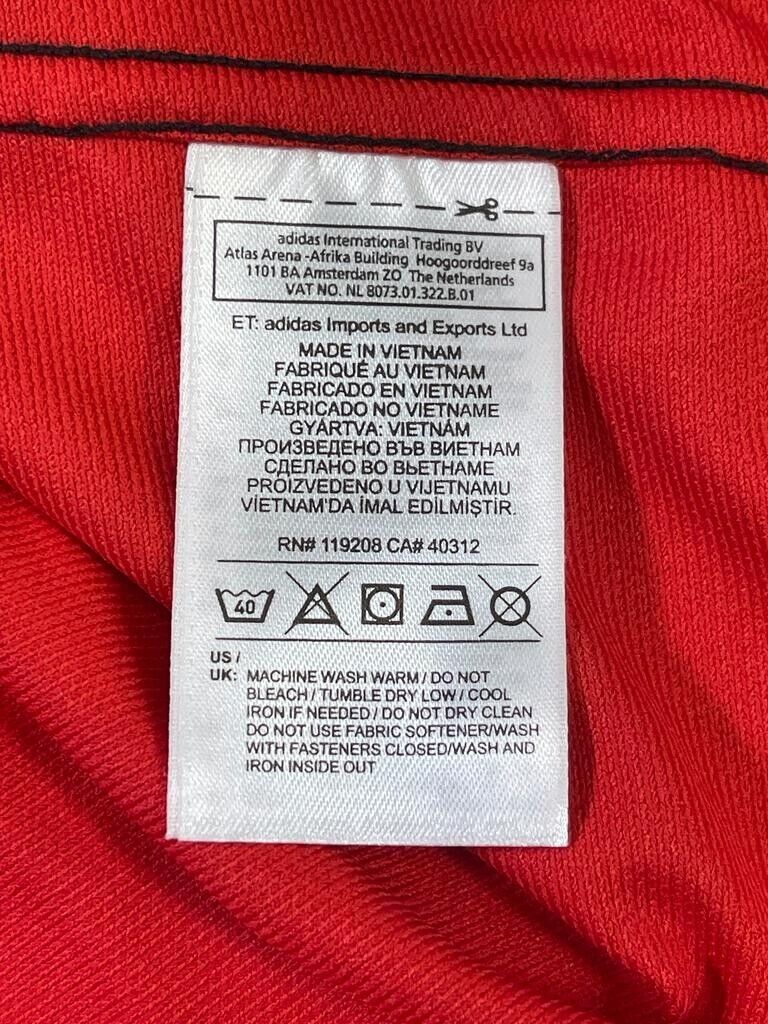 adidas International Trading BV
Atlas Arena -Afrika Building Hoogoorddreef 9a
1101 BA Amsterdam ZO The Netherlands
VAT NO. NL 8073.01.322.B.01
ET: adidas Imports and Exports Ltd
MADE IN VIETNAM
FABRIQUÉ AU VIETNAM
FABRICADO EN VIETNAM
FABRICADO NO VIETNAME
GYÁRTVA: VIETNÁM
ПРОИЗВЕДЕНО ВЪВ ВИЕТНАМ
СДЕЛАНО ВО ВЬЕТНАМЕ
PROIZVEDENO U VIJETNAMU
VİETNAM'DA İMAL EDİLMİŞTİR.
RN# 119208 CA# 40312
40
US /
UK: MACHINE WASH WARM / DO NOT
BLEACH / TUMBLE DRY LOW / COOL
IRON IF NEEDED / DO NOT DRY CLEAN
DO NOT USE FABRIC SOFTENER/WASH
WITH FASTENERS CLOSED/WASH AND
IRON INSIDE OUT